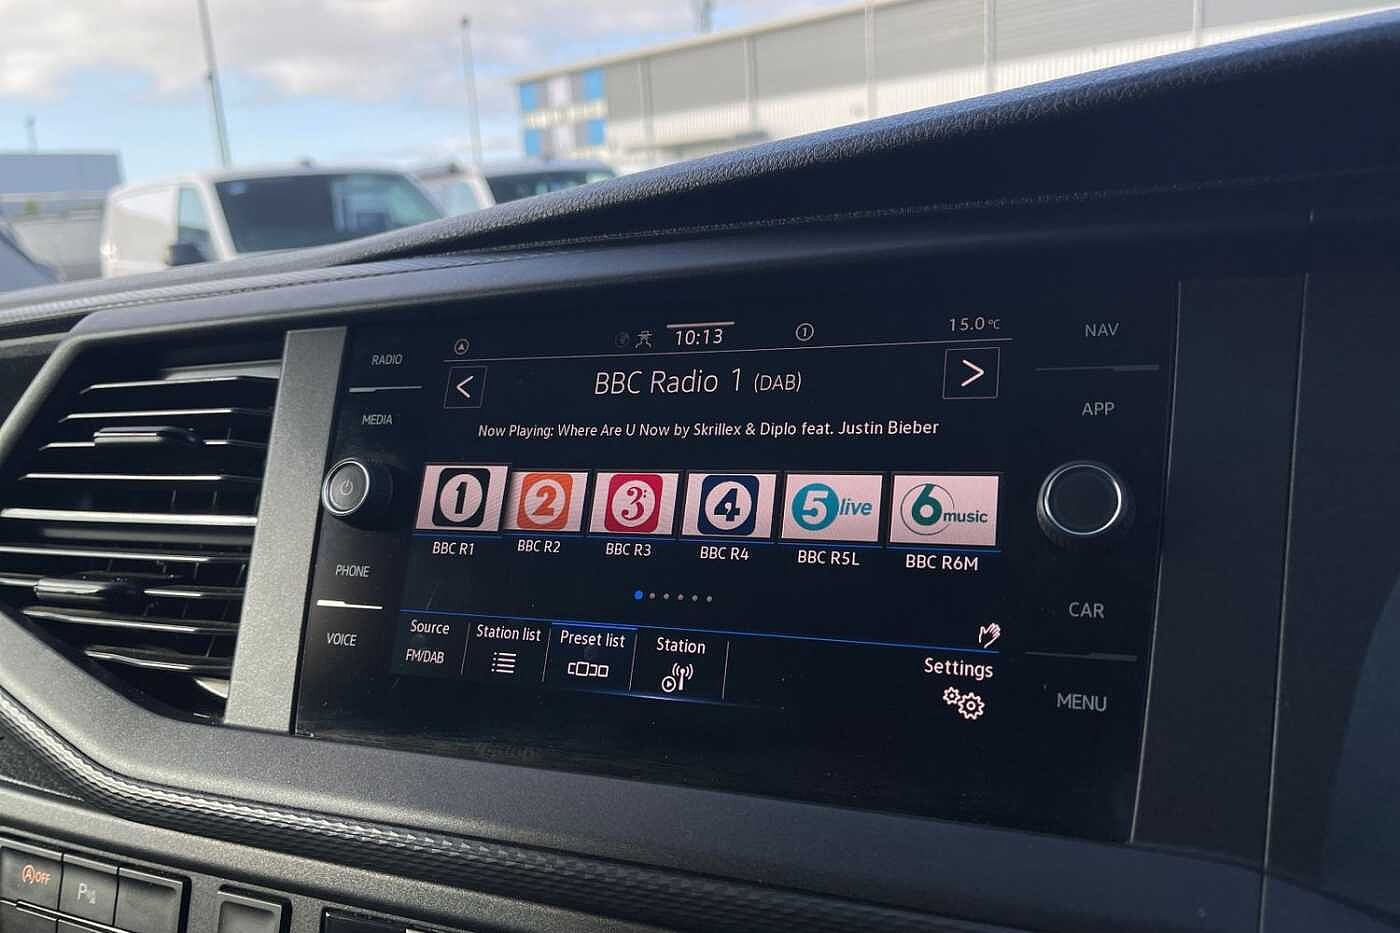 10:13
1
15.0°C
RADIO
MEDIA
PHONE
VOICE
<
BBC Radio 1 (DAB)
>
Now Playing: Where Are U Now by Skrillex & Diplo feat. Justin Bieber
1
2
3
4
5 live
6 music
BBC R1
BBC R2
BBC R3
BBC R4
BBC R5L
BBC R6M
Source
FM/DAB
Station list
Preset list
Station
Settings
NAV
APP
CAR
MENU
A OFF
P